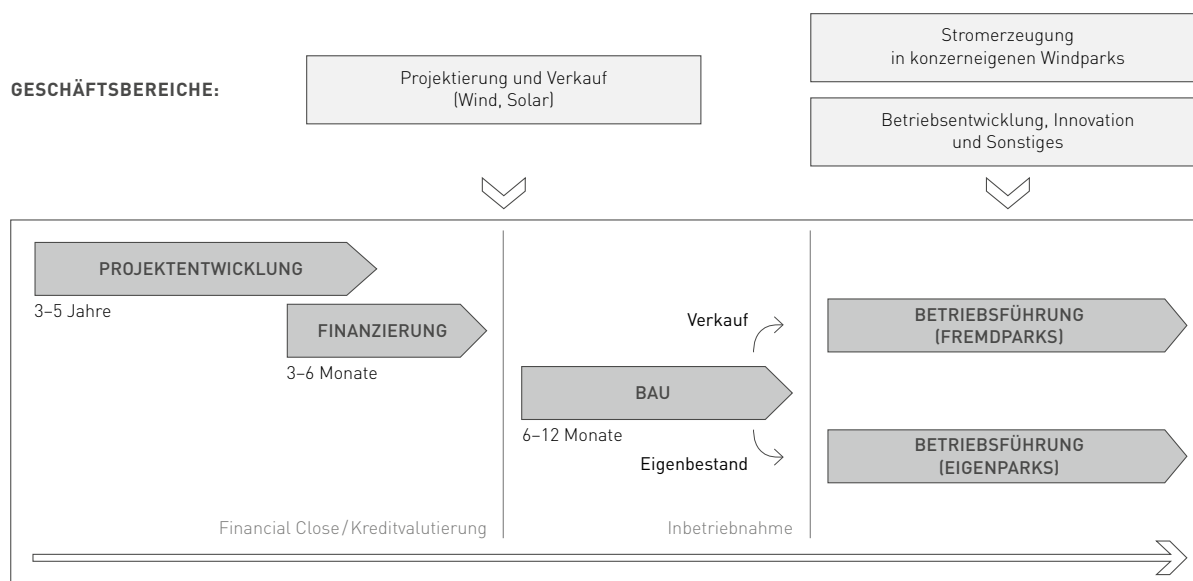 GESCHÄFTSBEREICHE:
Projektierung und Verkauf
(Wind, Solar)
Stromerzeugung
in konzerneigenen Windparks
Betriebsentwicklung, Innovation
und Sonstiges
PROJEKTENTWICKLUNG
3–5 Jahre
FINANZIERUNG
3–6 Monate
BAU
6–12 Monate
Verkauf
Eigenbestand
BETRIEBSFÜHRUNG
(FREMDPARKS)
BETRIEBSFÜHRUNG
(EIGENPARKS)
Financial Close/Kreditvalutierung
Inbetriebnahme